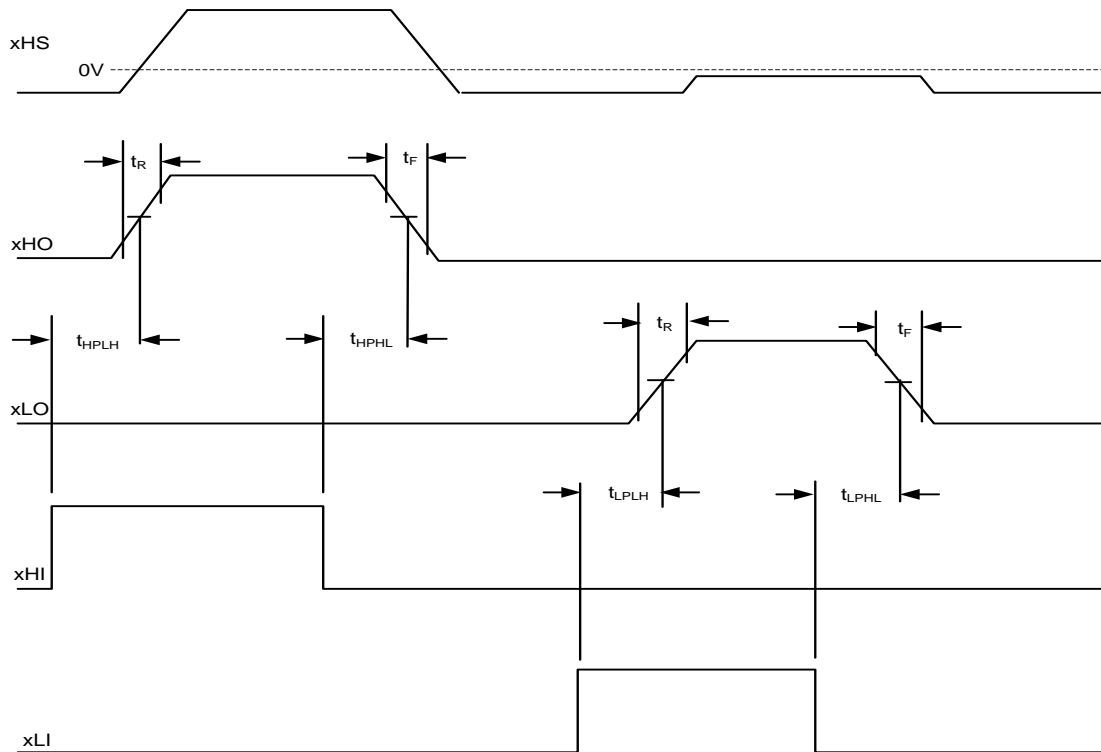 xHS
0V
tR
tF
xHO
tHPLH
tHPHL
tR
tF
xLO
tLPLH
tLPHL
xHI
xLI